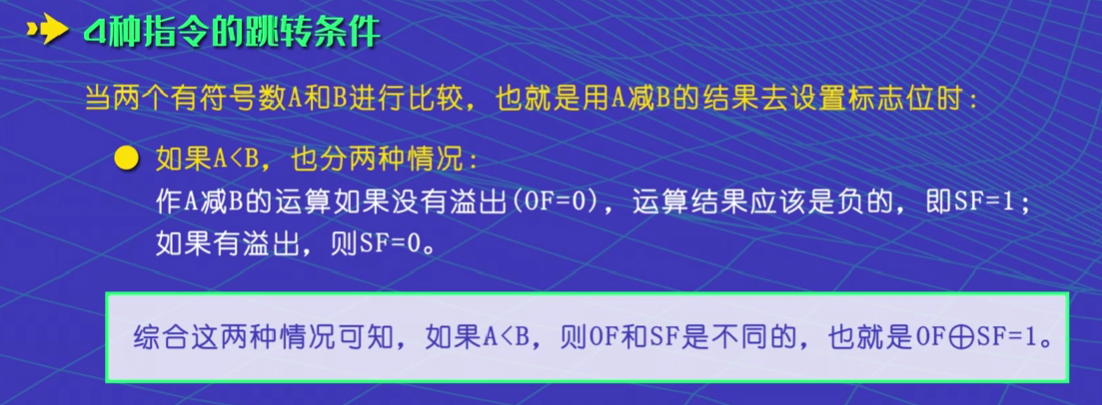 4种指令的跳转条件
当两个有符号数A和B进行比较，也就是用A减B的结果去设置标志位时：
如果A<B，也分两种情况：
作A减B的运算如果没有溢出(OF=0)，运算结果应该是负的，即SF=1；
如果有溢出，则SF=0。
综合这两种情况可知，如果A<B，则OF和SF是不同的，也就是OF⊕SF=1。